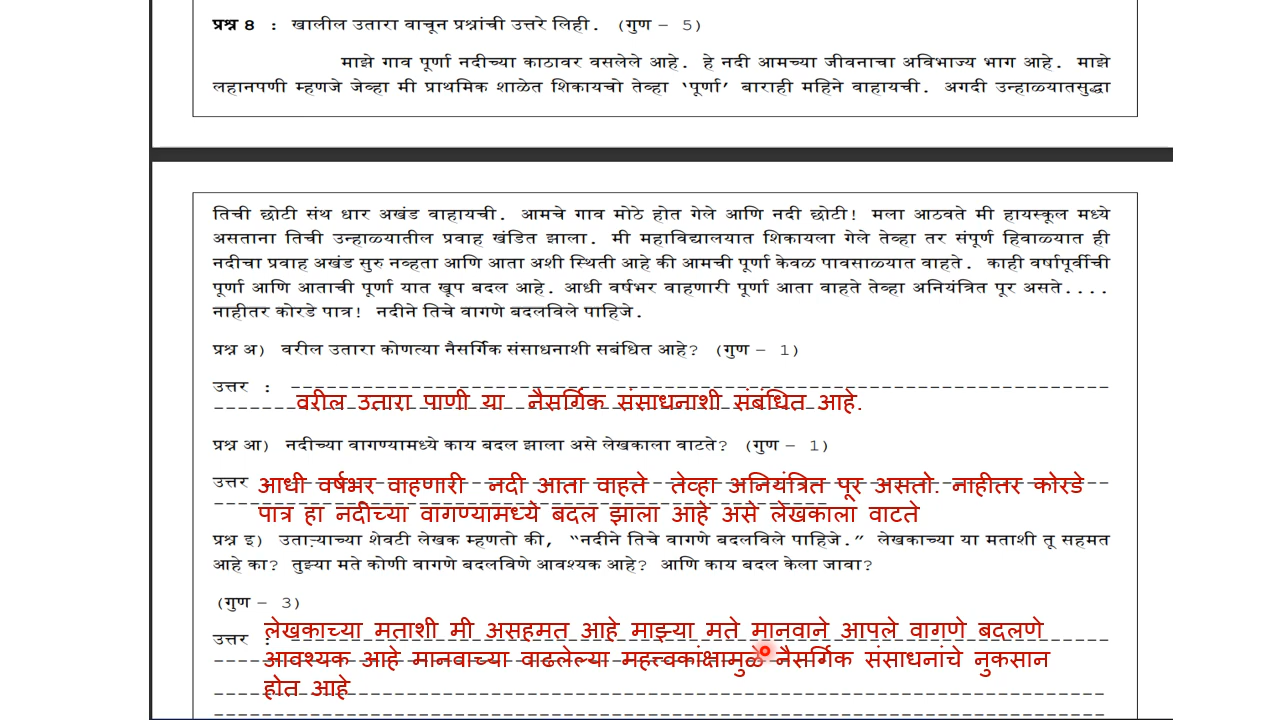 प्रश्न ४ : खालील उतारा वाचून प्रश्नांची उत्तरे लिही. (गुण – 5)
माझे गाव पूर्णा नदीच्या काठावर वसलेले आहे. हे नदी आमच्या जीवनाचा अविभाज्य भाग आहे. माझे
लहानपणी म्हणजे जेव्हा मी प्राथमिक शाळेत शिकायचो तेव्हा ‘पूर्णा’ बाराही महिने वाहायची. अगदी उन्हाळ्यातसुद्धा
तिची छोटी संथ धार अखंड वाहायची. आमचे गाव मोठे होत गेले आणि नदी छोटी! मला आठवते मी हायस्कूल मध्ये
असताना तिची उन्हाळ्यातील प्रवाह खंडित झाला. मी महाविद्यालयात शिकायला गेले तेव्हा तर संपूर्ण हिवाळ्यात ही
नदीचा प्रवाह अखंड सुरु नव्हता आणि आता अशी स्थिती आहे की आमची पूर्णा केवळ पावसाळ्यात वाहते. काही वर्षापूर्वीची
पूर्णा आणि आताची पूर्णा यात खूप बदल आहे. आधी वर्षभर वाहणारी पूर्णा आता वाहते तेव्हा अनियंत्रित पूर असते....
नाहीतर कोरडे पात्र! नदीने तिचे वागणे बदलविले पाहिजे.
प्रश्न अ) वरील उतारा कोणत्या नैसर्गिक संसाधनाशी सबंधित आहे? (गुण – 1)
उत्तर :
वरील उतारा पाणी या नैसर्गिक संसाधनाशी संबंधित आहे.
प्रश्न आ) नदीच्या वागण्यामध्ये काय बदल झाला असे लेखकाला वाटते? (गुण – 1)
उत्तर आधी वर्षभर वाहणारी नदी आता वाहते तेव्हा अनियंत्रित पूर असतो. नाहीतर कोरडे
पात्र हा नदीच्या वागण्यामध्ये बदल झाला आहे असे लेखकाला वाटते
प्रश्न इ) उताऱ्याच्या शेवटी लेखक म्हणतो की, “नदीने तिचे वागणे बदलविले पाहिजे.” लेखकाच्या या मताशी तू सहमत
आहे का? तुझ्या मते कोणी वागणे बदलविणे आवश्यक आहे? आणि काय बदल केला जावा?
(गुण – 3)
उत्तर : लेखकाच्या मताशी मी असहमत आहे माझ्या मते मानवाने आपले वागणे बदलणे
आवश्यक आहे मानवाच्या वाढलेल्या महत्त्वकांक्षामुळे नैसर्गिक संसाधनांचे नुकसान
होत आहे